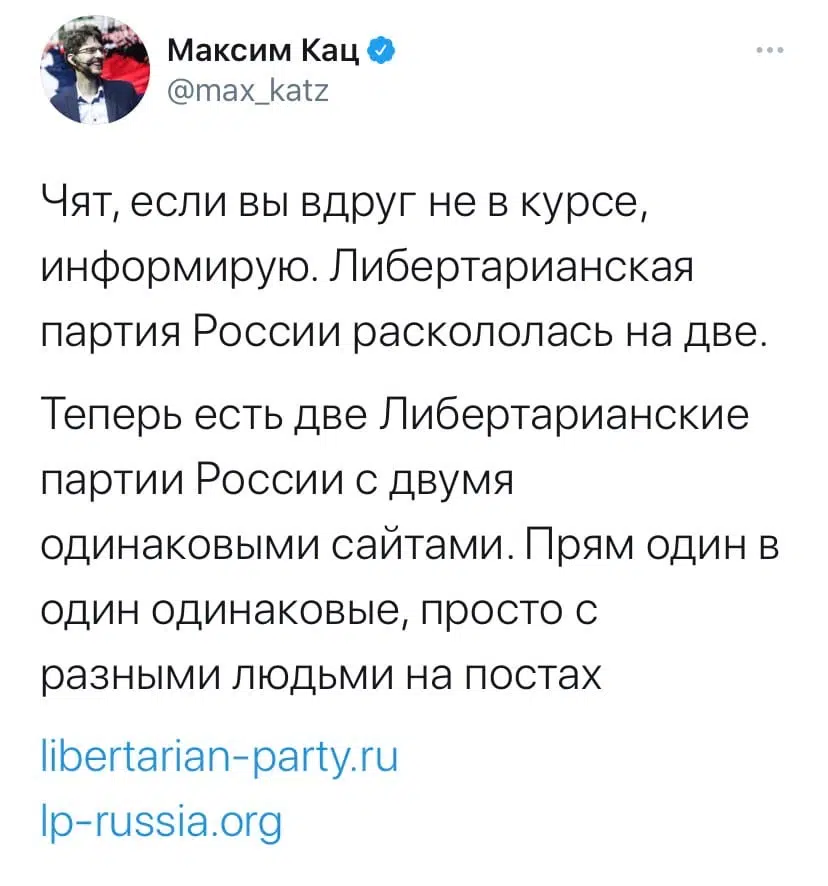 Максим Кац
@max_katz
Чят, если вы вдруг не в курсе,
информирую. Либертарианская
партия России раскололась на две.
Теперь есть две Либертарианские
партии России с двумя
одинаковыми сайтами. Прям один в
один одинаковые, просто с
разными людьми на постах
libertarian-party.ru
lp-russia.org